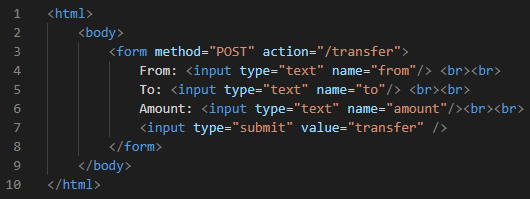 1 <html>
2 <body>
3 <form method="POST" action="/transfer">
4 From: <input type="text" name="from"/> <br><br>
5 To: <input type="text" name="to"/> <br><br>
6 Amount: <input type="text" name="amount"/><br><br>
7 <input type="submit" value="transfer" />
8 </form>
9 </body>
10 </html>